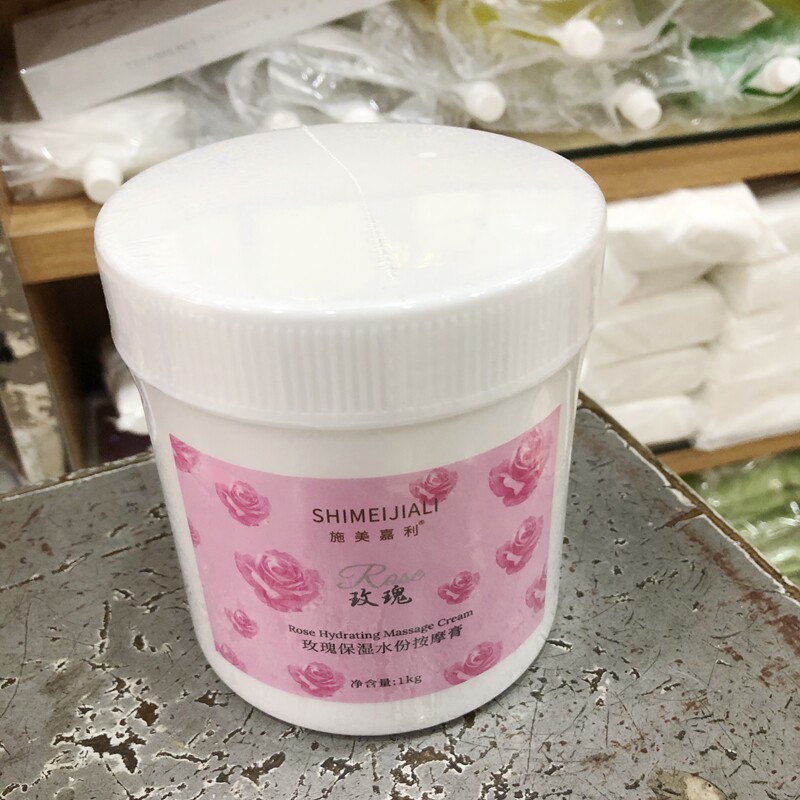 SHIMEIJIALI
施美嘉利®
Rose
玫瑰
Rose Hydrating Massage Cream
玫瑰保湿水份按摩膏
净含量:1kg